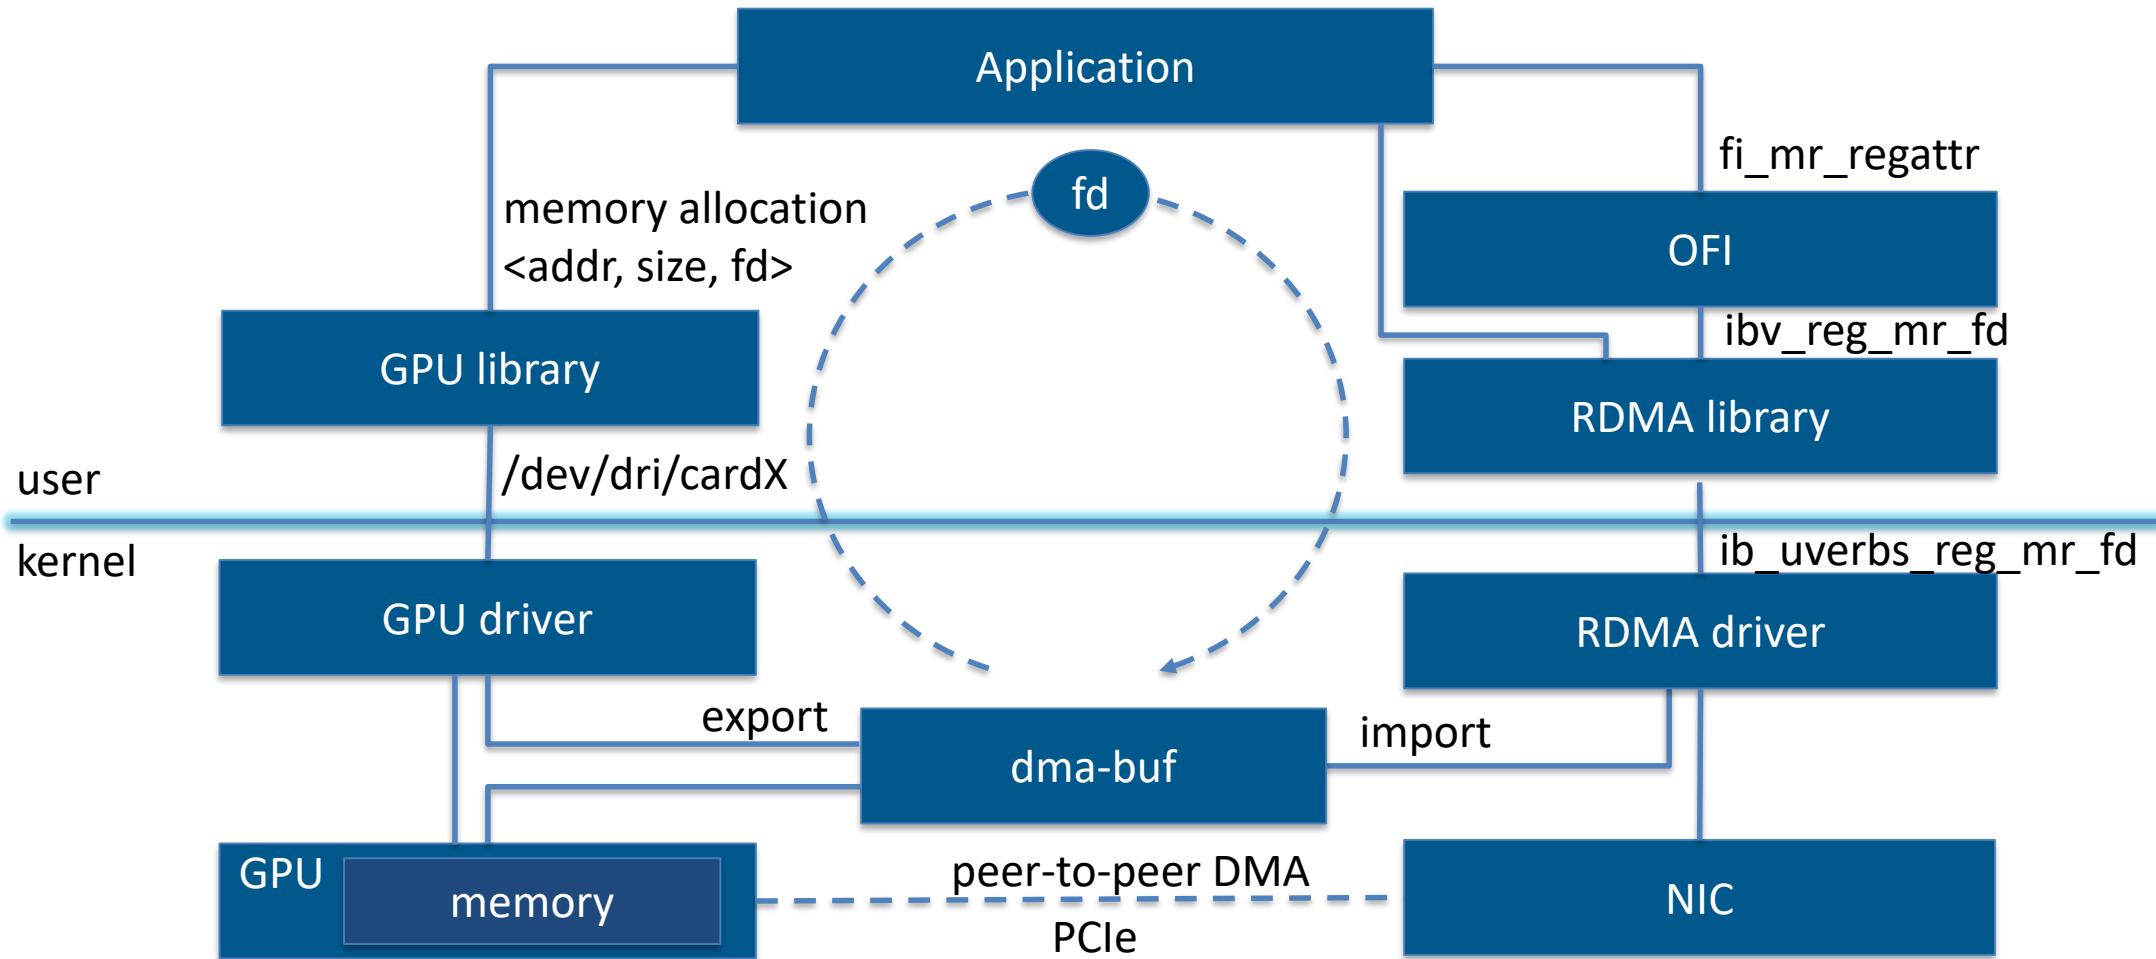 Application
fi_mr_regattr
fd
memory allocation
<addr, size, fd>
OFI
ibv_reg_mr_fd
GPU library
RDMA library
/dev/dri/cardX
user
kernel
ib_uverbs_reg_mr_fd
GPU driver
RDMA driver
export
import
dma-buf
GPU
memory
peer-to-peer DMA
PCIe
NIC